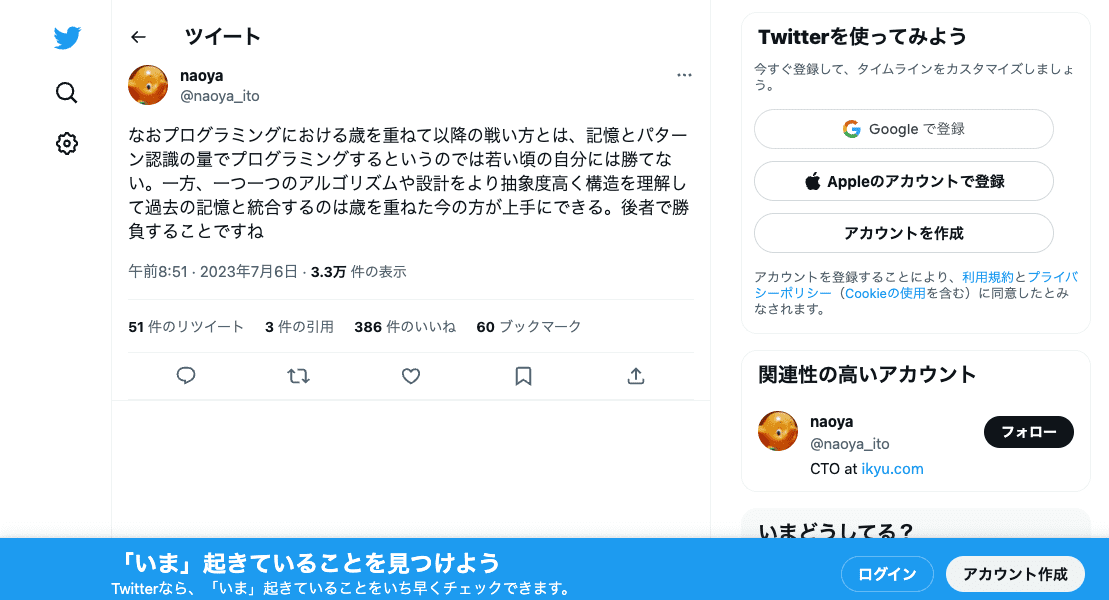 ツイート
naoya
@naoya_ito
なおプログラミングにおける歳を重ねて以降の戦い方とは、記憶とパター
ン認識の量でプログラミングするというのでは若い頃の自分には勝てな
い。一方、一つ一つのアルゴリズムや設計をより抽象度高く構造を理解し
て過去の記憶と統合するのは歳を重ねた今の方が上手にできる。後者で勝
負することですね
午前8:51 · 2023年7月6日 · 3.3万 件の表示
51 件のリツイート 3 件の引用 386 件のいいね 60 ブックマーク
Twitterを使ってみよう
今すぐ登録して、タイムラインをカスタマイズしましょ
う。
Google で登録
Appleのアカウントで登録
アカウントを作成
アカウントを登録することにより、利用規約とプライバ
シーポリシー（Cookieの使用を含む）に同意したとみ
なされます。
関連性の高いアカウント
naoya
@naoya_ito
フォロー
CTO at ikyu.com
いまどうしてる？
「いま」起きていることを見つけよう
Twitterなら、「いま」起きていることをいち早くチェックできます。
ログイン
アカウント作成